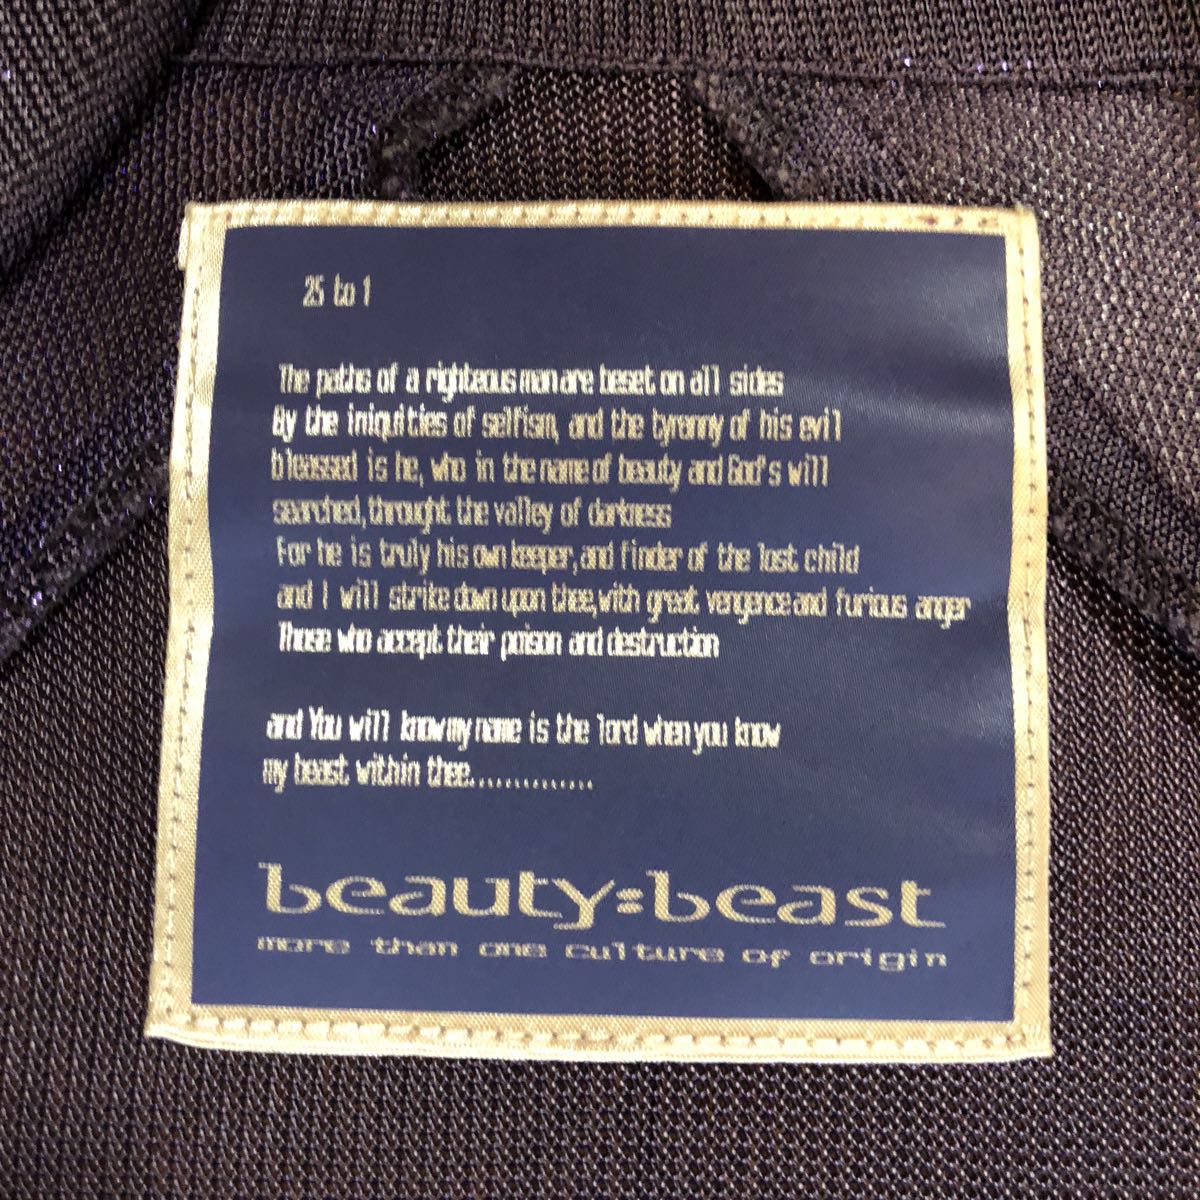 25 to 1
The paths of a righteous man are beset on all sides
By the iniquities of selfism, and the tyranny of his evil
bleassed is he, who in the name of beauty and God's will
searched, throught the valley of darkness
For he is truly his own keeper, and finder of the lost child
and I will strike down upon thee, with great vengence and furious anger
Those who accept their poison and destruction
and You will know my name is the lord when you know
my beast within thee..............
beauty:beast
more than one culture of origin